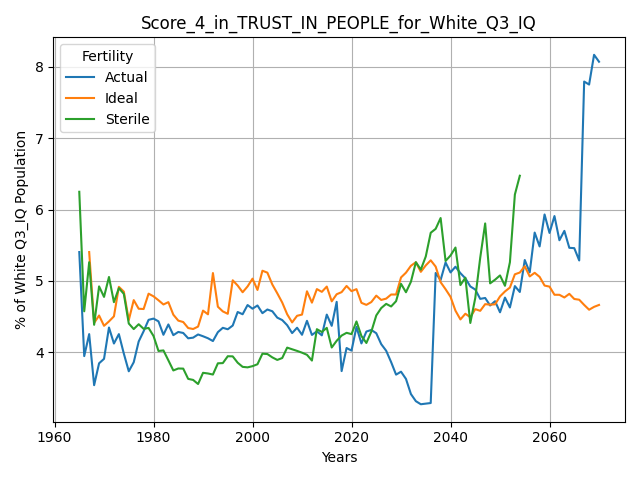 Score_4_in_TRUST_IN_PEOPLE_for_White_Q3_IQ
Fertility
Actual
Ideal
Sterile
% of White Q3_IQ Population
8
7
6
5
4
1960
1980
2000
2020
2040
2060
Years